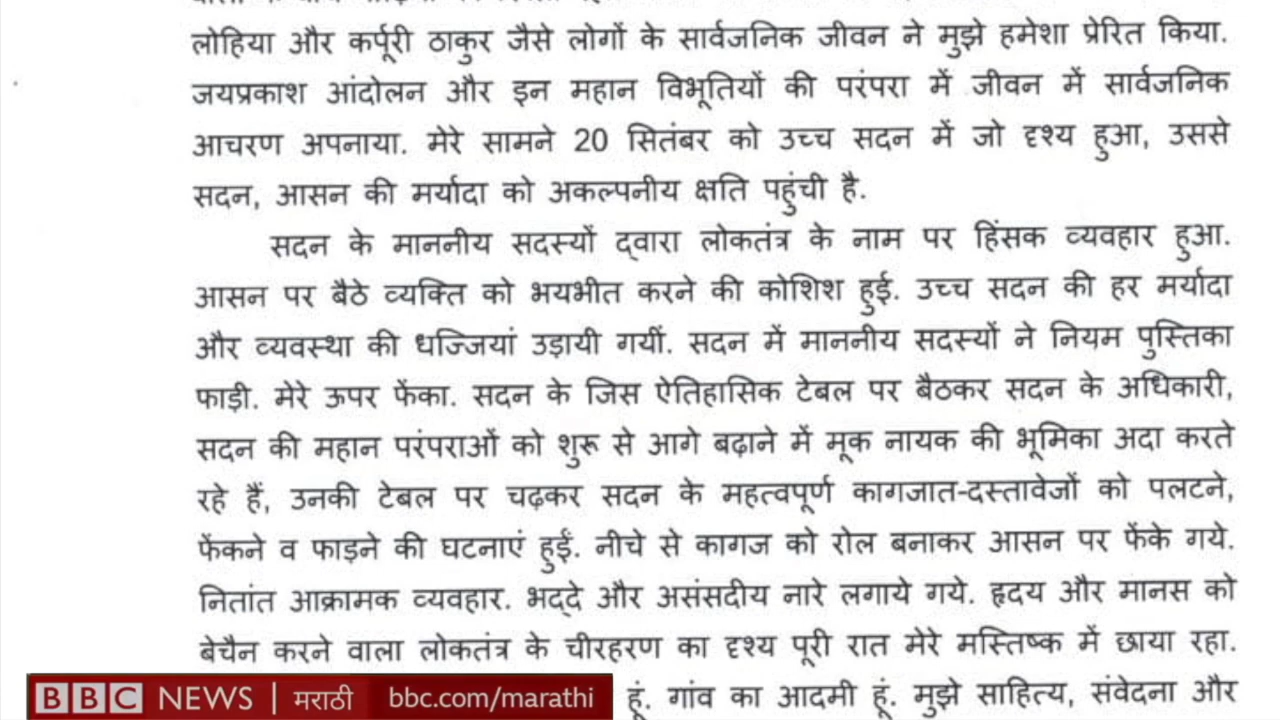 लोहिया और कर्पूरी ठाकुर जैसे लोगों के सार्वजनिक जीवन ने मुझे हमेशा प्रेरित किया.
जयप्रकाश आंदोलन और इन महान विभूतियों की परंपरा में जीवन में सार्वजनिक
आचरण अपनाया. मेरे सामने 20 सितंबर को उच्च सदन में जो दृश्य हुआ, उससे
सदन, आसन की मर्यादा को अकल्पनीय क्षति पहुंची है.
सदन के माननीय सदस्यों द्वारा लोकतंत्र के नाम पर हिंसक व्यवहार हुआ.
आसन पर बैठे व्यक्ति को भयभीत करने की कोशिश हुई. उच्च सदन की हर मर्यादा
और व्यवस्था की धज्जियां उड़ायी गयीं. सदन में माननीय सदस्यों ने नियम पुस्तिका
फाड़ी. मेरे ऊपर फेंका. सदन के जिस ऐतिहासिक टेबल पर बैठकर सदन के अधिकारी,
सदन की महान परंपराओं को शुरू से आगे बढ़ाने में मूक नायक की भूमिका अदा करते
रहे हैं, उनकी टेबल पर चढ़कर सदन के महत्वपूर्ण कागजात-दस्तावेजों को पलटने,
फेंकने व फाड़ने की घटनाएं हुईं. नीचे से कागज को रोल बनाकर आसन पर फेंके गये.
नितांत आक्रामक व्यवहार. भद्दे और असंसदीय नारे लगाये गये. हृदय और मानस को
बेचैन करने वाला लोकतंत्र के चीरहरण का दृश्य पूरी रात मेरे मस्तिष्क में छाया रहा.
हूं. गांव का आदमी हूं. मुझे साहित्य, संवेदना और
BBC NEWS | मराठी bbc.com/marathi